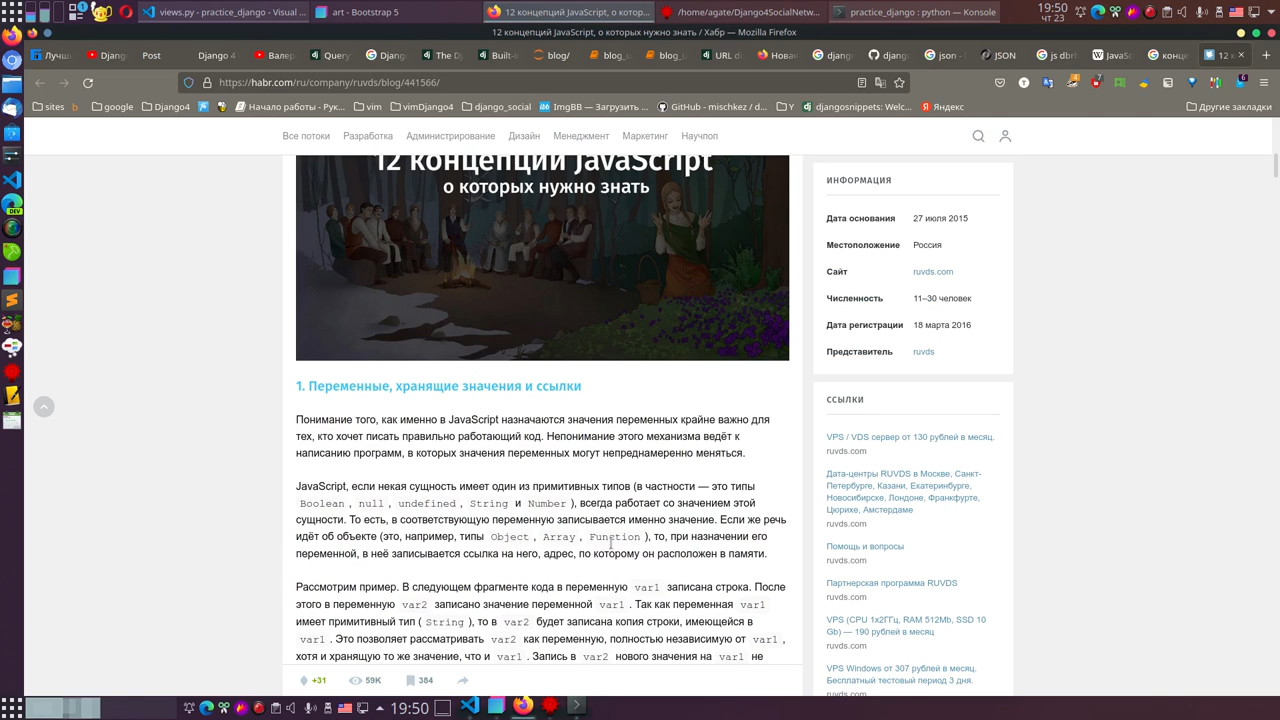 views.py - practice_django - Visual ...
art - Bootstrap 5
12 концепций JavaScript, о котор...
/home/agate/Django4SocialNetw...
practice_django : python — Konsole
19:50
ЧТ 23
12 концепций JavaScript, о которых нужно знать / Хабр — Mozilla Firefox
Лучш
Django
Post
Django 4
Валер
Query
Django
The D
Built-
blog/
blog_
URL di
Нова
djang
json -
js dbr
JavaS
конце
12
https://habr.com/ru/company/ruvds/blog/441566/
6
sites
google
Django4
Начало работы - Рук...
vim
vimDjango
django_social
ImgBB — Загрузить ...
GitHub - mischkez / d...
Y
djangosnippets: Welc...
Яндекс
Другие закладки
Все потоки
Разработка
Администрирование
Дизайн
Менеджмент
Маркетинг
Научпоп
12 концепций JavaScript
о которых нужно знать
1. Переменные, хранящие значения и ссылки
Понимание того, как именно в JavaScript назначаются значения переменных крайне важно для
тех, кто хочет писать правильно работающий код. Непонимание этого механизма ведёт к
написанию программ, в которых значения переменных могут непреднамеренно меняться.
JavaScript, если некая сущность имеет один из примитивных типов (в частности — это типы
Boolean , null , undefined , String и Number ), всегда работает со значением этой
сущности. То есть, в соответствующую переменную записывается именно значение. Если же речь
идёт об объекте (это, например, типы Object , Array , Function ), то, при назначении его
переменной, в неё записывается ссылка на него, адрес, по которому он расположен в памяти.
Рассмотрим пример. В следующем фрагменте кода в переменную var1 записана строка. После
этого в переменную var2 записано значение переменной var1 . Так как переменная var1
имеет примитивный тип ( String ), то в var2 будет записана копия строки, имеющейся в
var1 . Это позволяет рассматривать var2 как переменную, полностью независимую от var1 ,
хотя и хранящую то же значение, что и var1 . Запись в var2 нового значения на var1 не
+31
59K
384
ИНФОРМАЦИЯ
Дата основания 27 июля 2015
Местоположение Россия
Сайт ruvds.com
Численность 11–30 человек
Дата регистрации 18 марта 2016
Представитель ruvds
ССЫЛКИ
VPS / VDS сервер от 130 рублей в месяц.
ruvds.com
Дата-центры RUVDS в Москве, Санкт-
Петербурге, Казани, Екатеринбурге,
Новосибирске, Лондоне, Франкфурте,
Цюрихе, Амстердаме
ruvds.com
Помощь и вопросы
ruvds.com
Партнерская программа RUVDS
ruvds.com
VPS (CPU 1x2ГГц, RAM 512Mb, SSD 10
Gb) — 190 рублей в месяц
ruvds.com
VPS Windows от 307 рублей в месяц.
Бесплатный тестовый период 3 дня.
ruvds.com
DEV
19:50